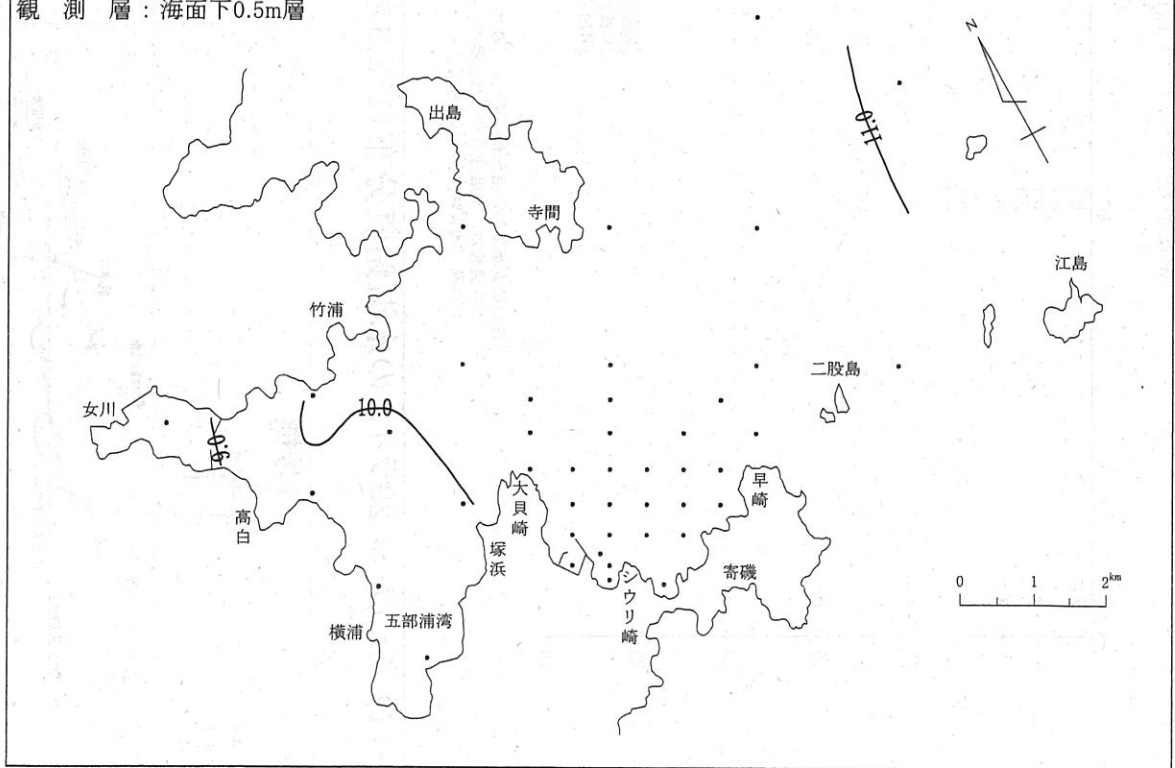 観 測 層：海面下0.5m層
N
出島
11.0
寺間
江島
竹浦
二股島
女川
10.0
9.0
大貝崎
早崎
高白
塚浜
シウリ崎
寄磯
0 1 2km
横浦
五部浦湾